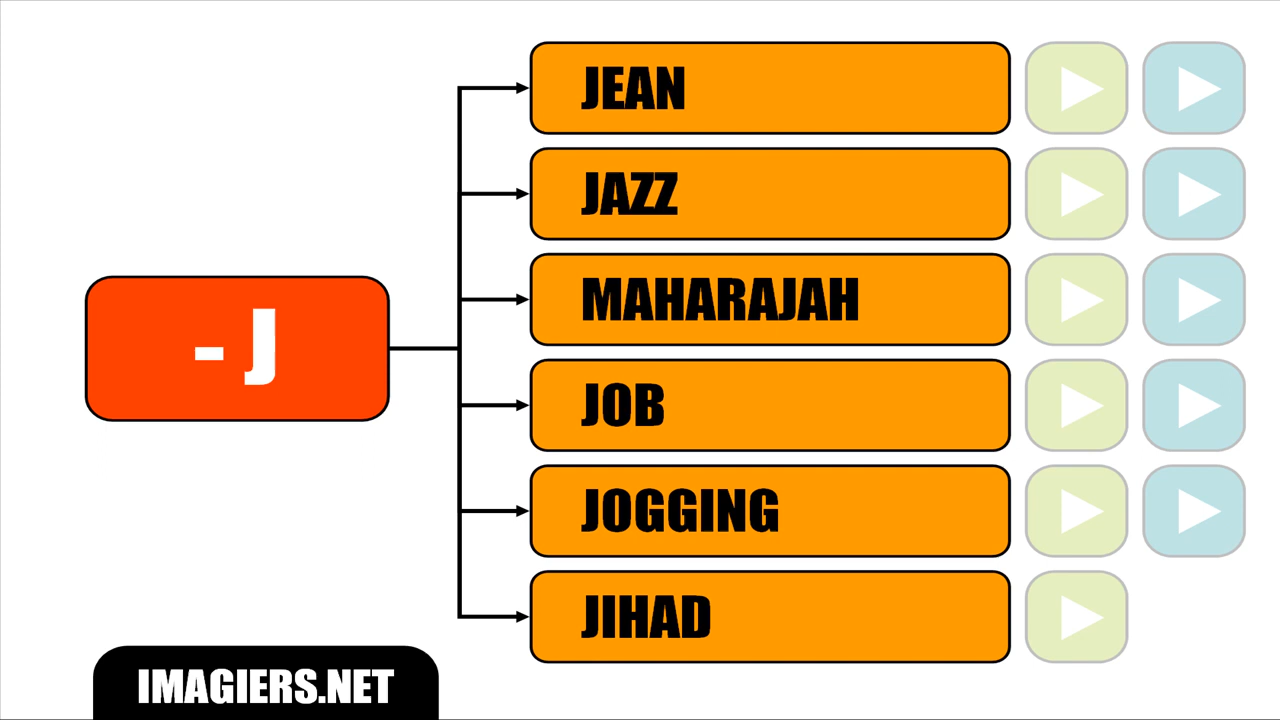 - J
JEAN
JAZZ
MAHARAJAH
JOB
JOGGING
JIHAD
IMAGIERS.NET